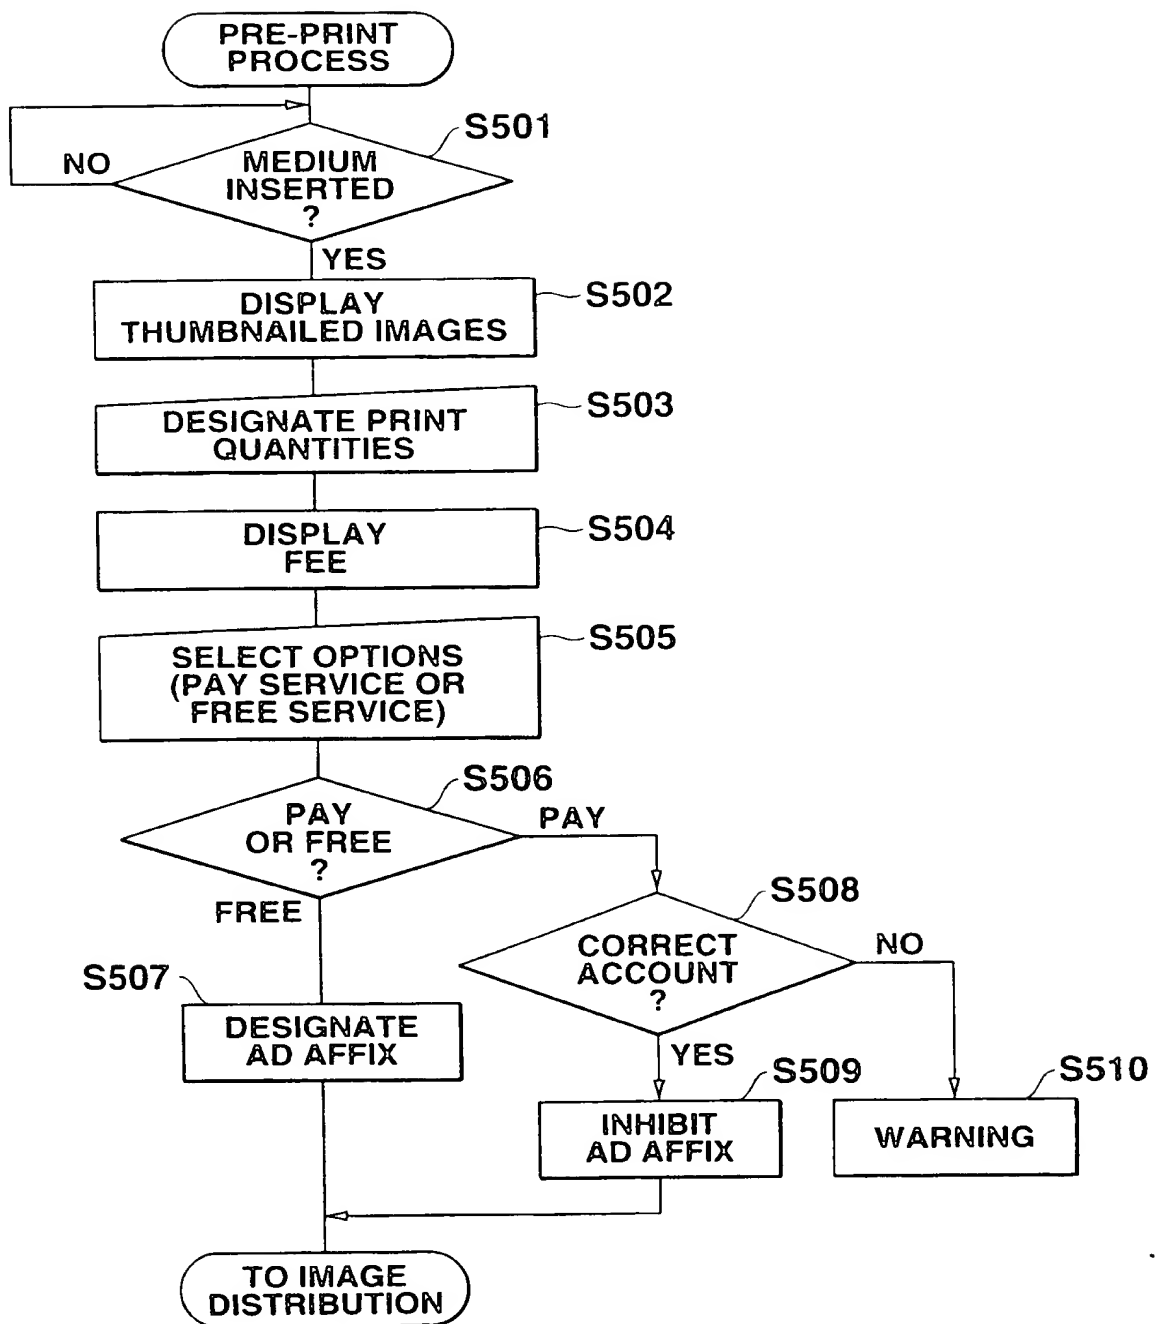 PRE-PRINT
PROCESS
S501
NO
MEDIUM
INSERTED
?
YES
S502
DISPLAY
THUMBNAILED IMAGES
S503
DESIGNATE PRINT
QUANTITIES
S504
DISPLAY
FEE
S505
SELECT OPTIONS
(PAY SERVICE OR
FREE SERVICE)
S506
PAY
OR FREE
?
PAY
FREE
S508
CORRECT
ACCOUNT
?
NO
YES
S507
DESIGNATE
AD AFFIX
S509
INHIBIT
AD AFFIX
S510
WARNING
TO IMAGE
DISTRIBUTION